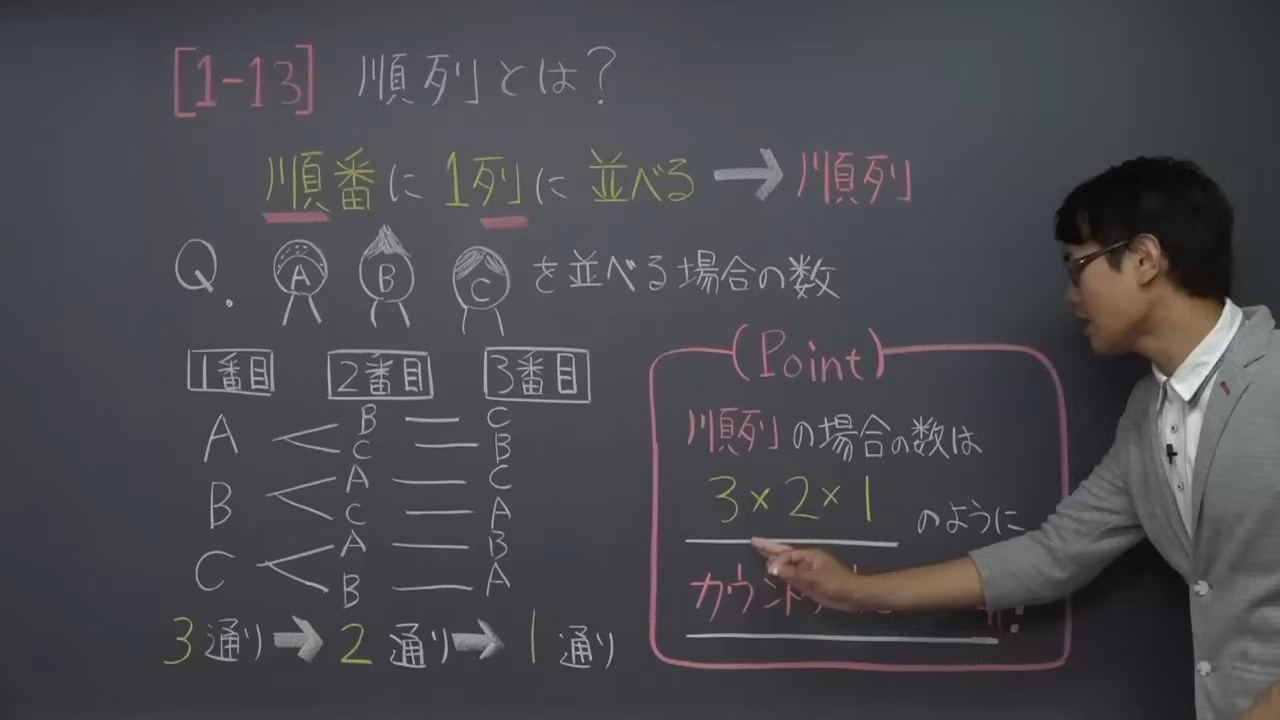 [1-13] 順列とは?
順番に1列に並べる→順列
Q. A B C を並べる場合の数
1番目 2番目 3番目
A B C
C B
B A C
C A
C A B
B A
3通り→2通り→1通り
(Point)
順列の場合の数は
3×2×1 のように
カウント